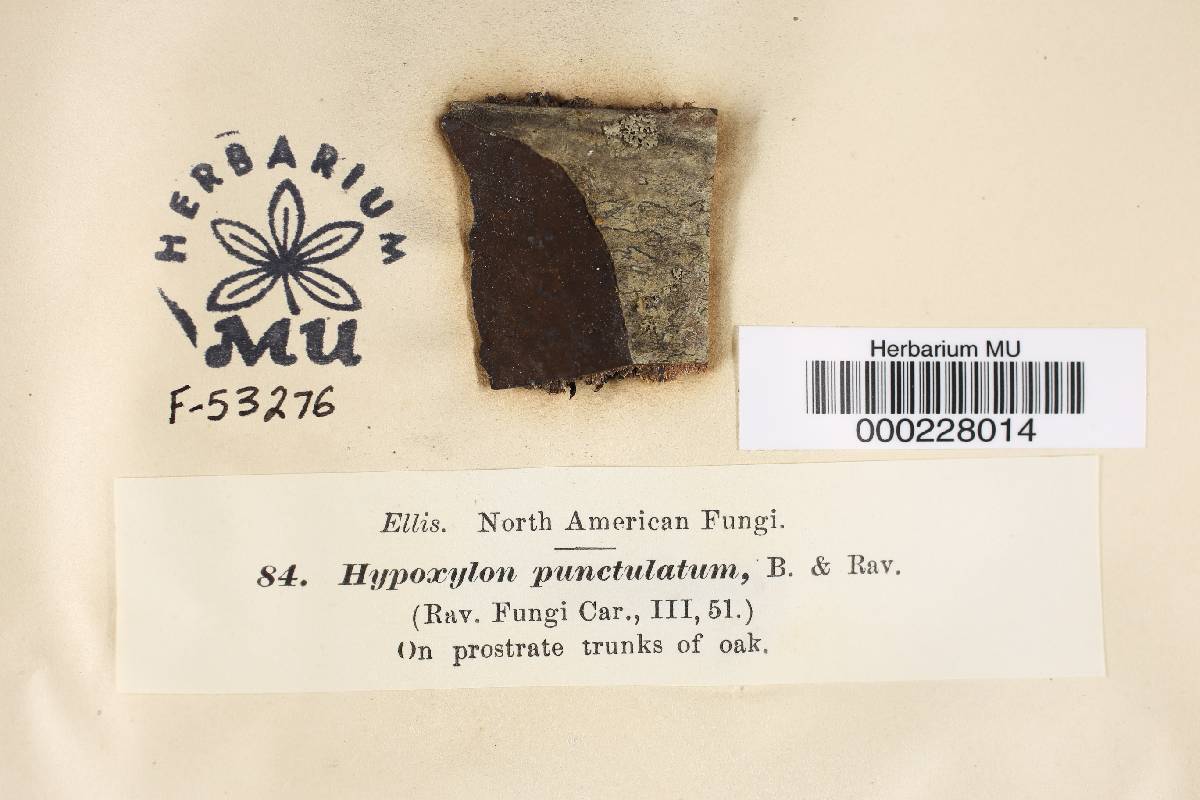 HERBARIUM
MU
F-53276
Herbarium MU
000228014
Ellis. North American Fungi.
84. Hypoxylon punctulatum, B. & Rav.
(Rav. Fungi Car., III, 51.)
On prostrate trunks of oak.